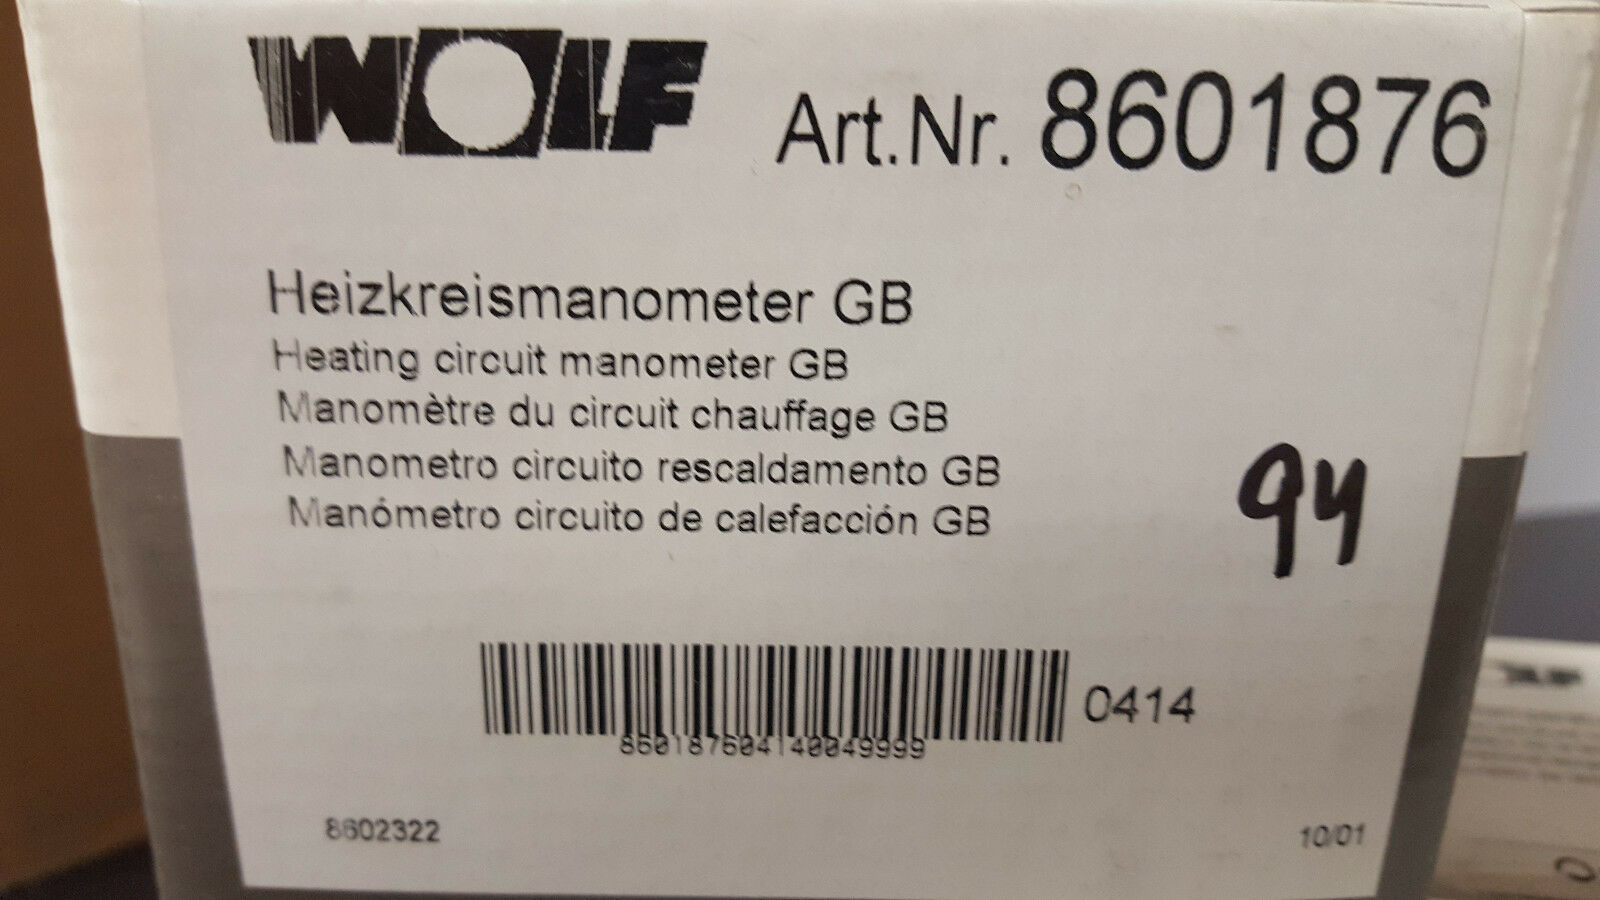 WOLF Art.Nr. 8601876
Heizkreismanometer GB
Heating circuit manometer GB
Manomètre du circuit chauffage GB
Manometro circuito rescaldamento GB
Manómetro circuito de calefacción GB
94
0414
860187604140049999
8602322
10/01